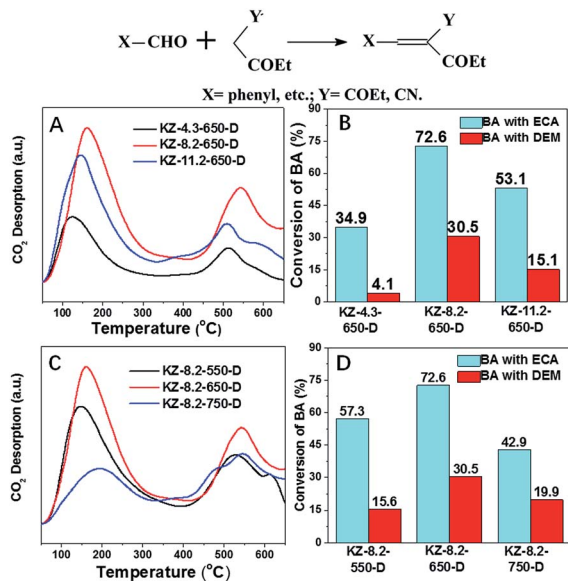 Y
Y
X−CHO + COEt → X COEt
X= phenyl, etc.; Y= COEt, CN.
A
KZ-4.3-650-D
KZ-8.2-650-D
KZ-11.2-650-D
CO₂ Desorption (a.u.)
100 200 300 400 500 600
Temperature (°C)
B
BA with ECA
BA with DEM
Conversion of BA (%)
90
75
60
45
30
15
34.9
4.1
72.6
30.5
53.1
15.1
KZ-4.3-
650-D
KZ-8.2-
650-D
KZ-11.2-
650-D
C
KZ-8.2-550-D
KZ-8.2-650-D
KZ-8.2-750-D
CO₂ Desorption (a.u.)
100 200 300 400 500 600
Temperature (°C)
D
BA with ECA
BA with DEM
Conversion of BA (%)
90
75
60
45
30
15
0
57.3
15.6
72.6
30.5
42.9
19.9
KZ-8.2-
550-D
KZ-8.2-
650-D
KZ-8.2-
750-D